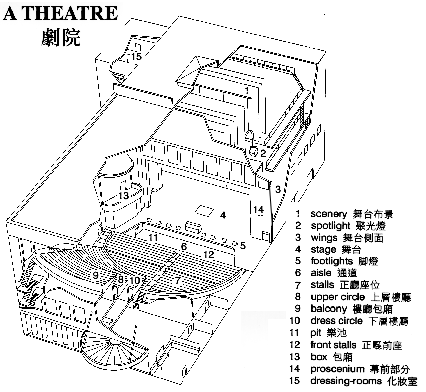 A THEATRE
劇院
15
2
3
13
4
14
5
11
6
12
7
9
8
10
1 scenery 舞台布景
2 spotlight 聚光燈
3 wings 舞台側面
4 stage 舞台
5 footlights 腳燈
6 aisle 通道
7 stalls 正廳座位
8 upper circle 上層樓廳
9 balcony 樓廳包廂
10 dress circle 下層樓廳
11 pit 樂池
12 front stalls 正廳前座
13 box 包廂
14 proscenium 幕前部分
15 dressing-rooms 化妝室